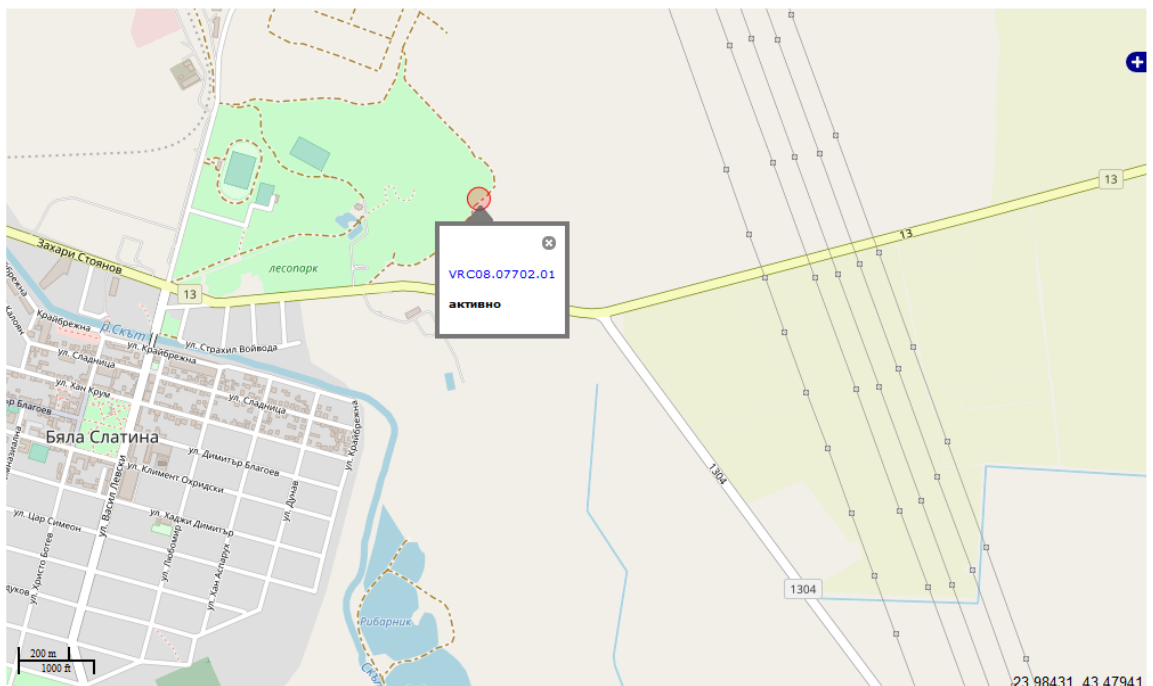 13
13
Захари Стоянов
VRC08.07702.01
активно
лесопарк
13
Крайбрежна
р.Скът
ул. Страхил Войвода
ул. Крайбрежна
Калоян
ул. Сладница
ул. Хан Крум
ул. Сладница
Благоев
Бяла Слатина
ул. Крайбрежна
ул. Димитър Благоев
ул. Климент Охридски
1304
ул. Васил Левски
ул. Дунав
ул. Цар Симеон
ул. Хаджи Димитър
ул. Христо Ботев
ул. Любомир
ул. Хан Аспарух
1304
Рибарник
200 m
1000 ft
23.98431, 43.47941